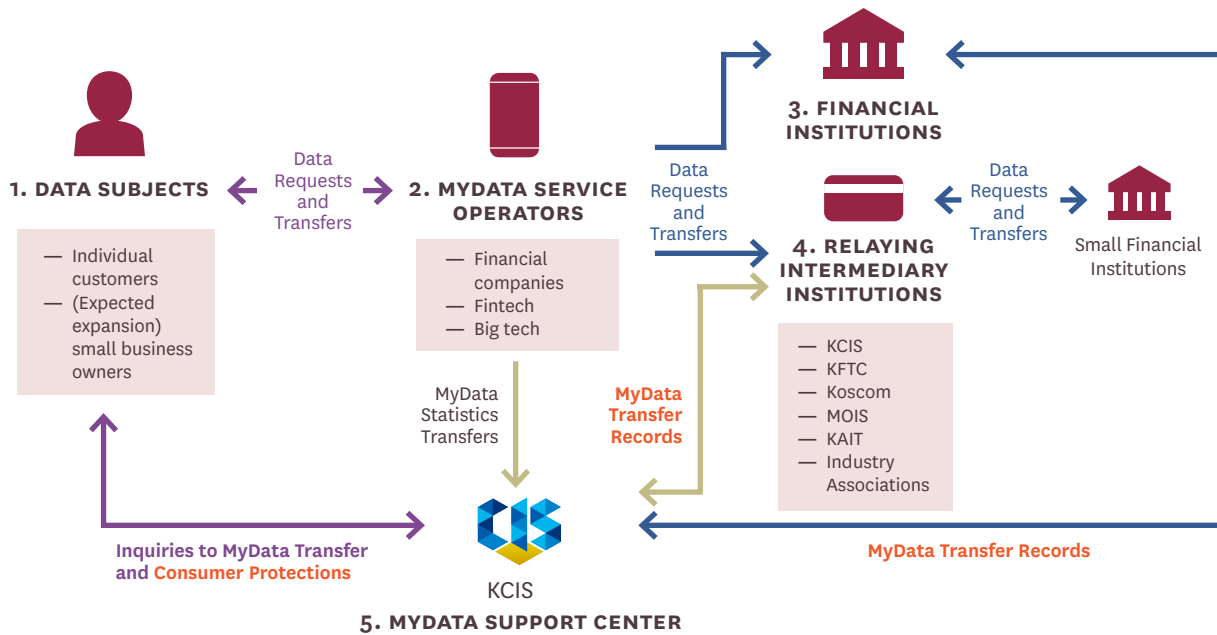 1. DATA SUBJECTS
— Individual
customers
— (Expected
expansion)
small business
owners
Data
Requests
and
Transfers
2. MYDATA SERVICE
OPERATORS
— Financial
companies
— Fintech
— Big tech
Data
Requests
and
Transfers
3. FINANCIAL
INSTITUTIONS
4. RELAYING
INTERMEDIARY
INSTITUTIONS
— KCIS
— KFTC
— Koscom
— MOIS
— KAIT
— Industry
Associations
Data
Requests
and
Transfers
Small Financial
Institutions
MyData
Statistics
Transfers
MyData
Transfer
Records
Inquiries to MyData Transfer
and Consumer Protections
CIS
KCIS
5. MYDATA SUPPORT CENTER
MyData Transfer Records